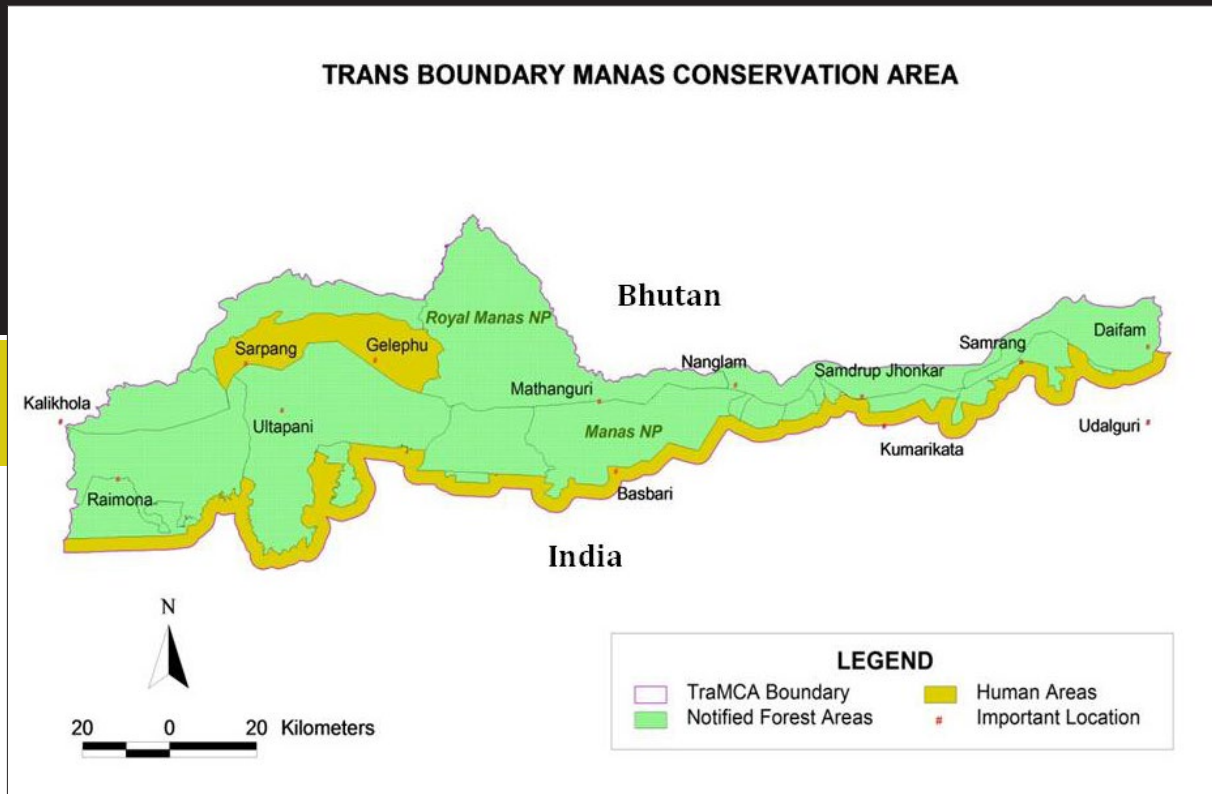 TRANS BOUNDARY MANAS CONSERVATION AREA
Bhutan
Royal Manas NP
Daifam
Sarpang
Gelephu
Samrang
Nanglam
Samdrup Jhonkar
Mathanguri
Kalikhola
Ultapani
Manas NP
Udalguri
Kumarikata
Raimona
Basbari
India
N
LEGEND
TraMCA Boundary
Human Areas
Notified Forest Areas
# Important Location
20 0 20 Kilometers